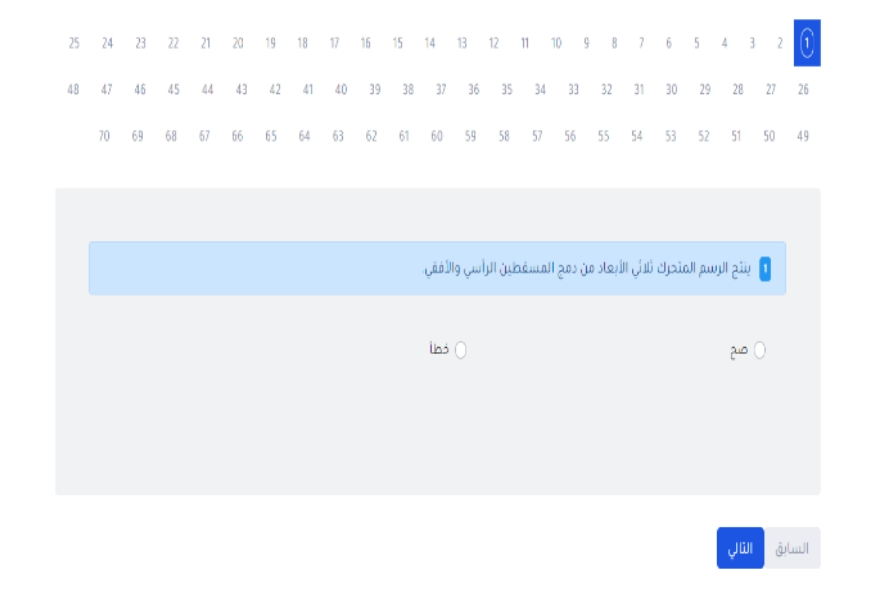 1 2 3 4 5 6 7 8 9 10 11 12 13 14 15 16 17 18 19 20 21 22 23 24 25
26 27 28 29 30 31 32 33 34 35 36 37 38 39 40 41 42 43 44 45 46 47 48
49 50 51 52 53 54 55 56 57 58 59 60 61 62 63 64 65 66 67 68 69 70
1 ينتج الرسم المتحرك ثلاثي الأبعاد من دمج المسقطين الرأسي والأفقي.
صح خطأ
السابق التالي